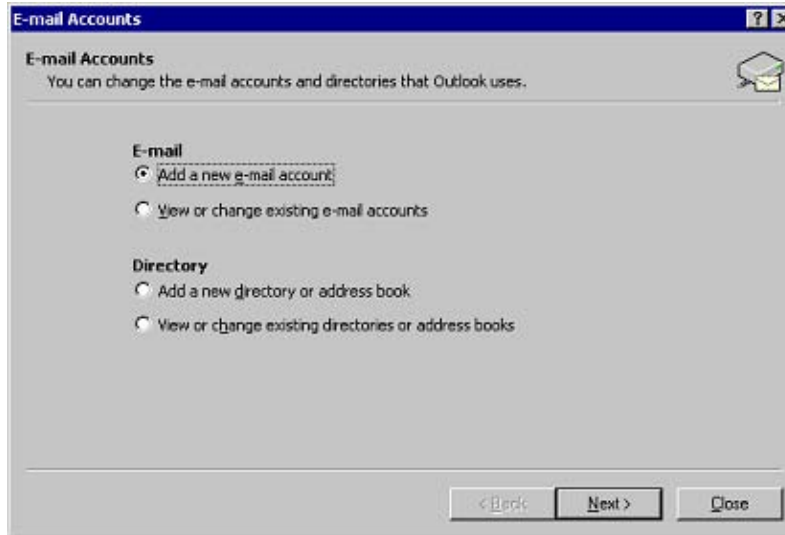 E-mail Accounts
E-mail Accounts
You can change the e-mail accounts and directories that Outlook uses.
E-mail
Add a new e-mail account
View or change existing e-mail accounts
Directory
Add a new directory or address book
View or change existing directories or address books
< Back Next > Close